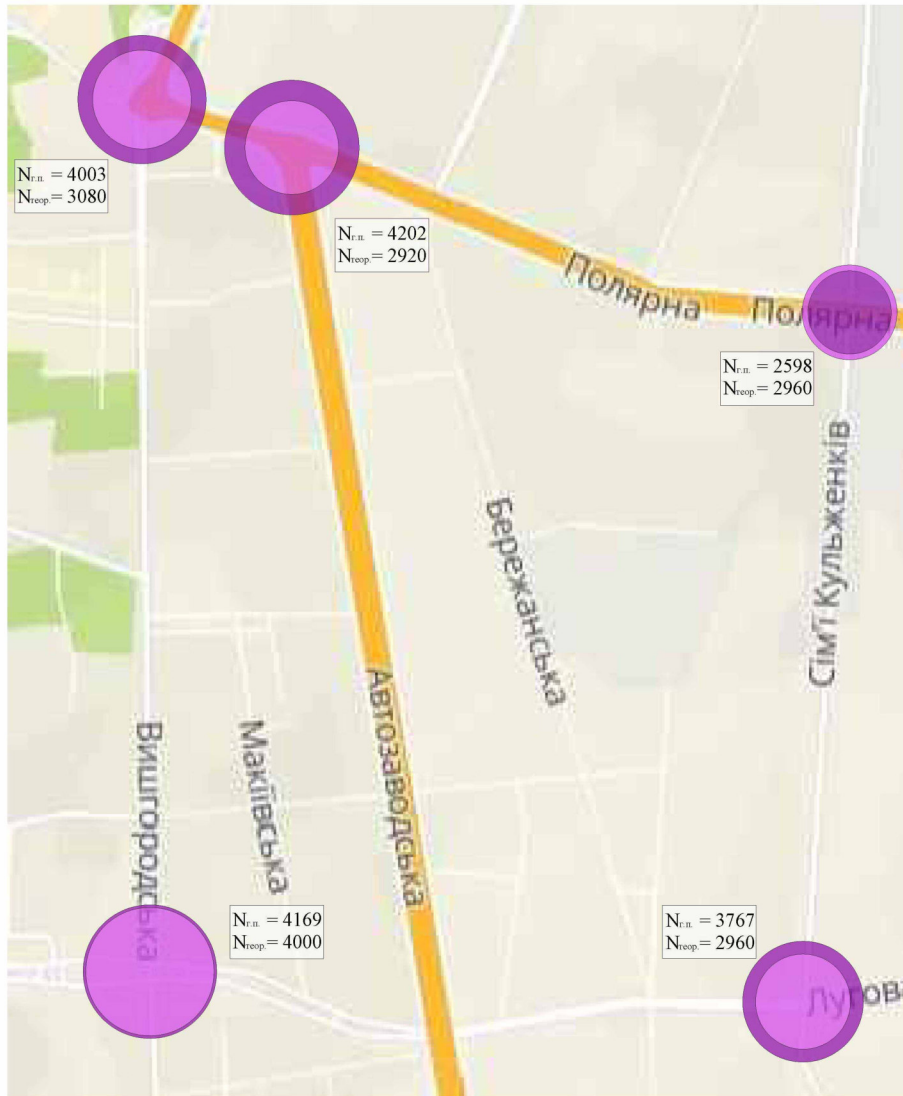 Nг.п. = 4003
Nтеор.= 3080
Nг.п. = 4202
Nтеор.= 2920
Полярна
Полярна
Nг.п. = 2598
Nтеор.= 2960
Сім'ї Кульженків
Бережанська
Автозаводська
Макіївська
Вишгородська
Nг.п. = 4169
Nтеор.= 4000
Nг.п. = 3767
Nтеор.= 2960
Лугова